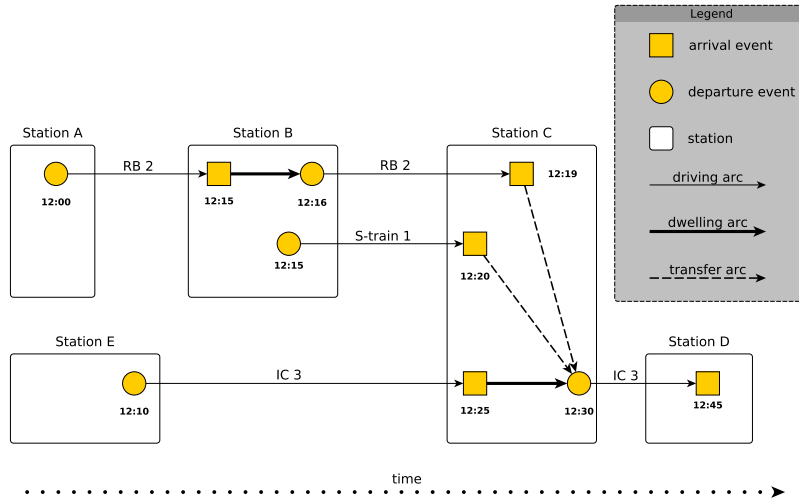 Legend
arrival event
departure event
station
driving arc
dwelling arc
transfer arc
Station A
Station B
Station C
RB 2
RB 2
12:00
12:15
12:16
12:19
S-train 1
12:15
12:20
Station E
Station D
IC 3
IC 3
12:10
12:25
12:30
12:45
time